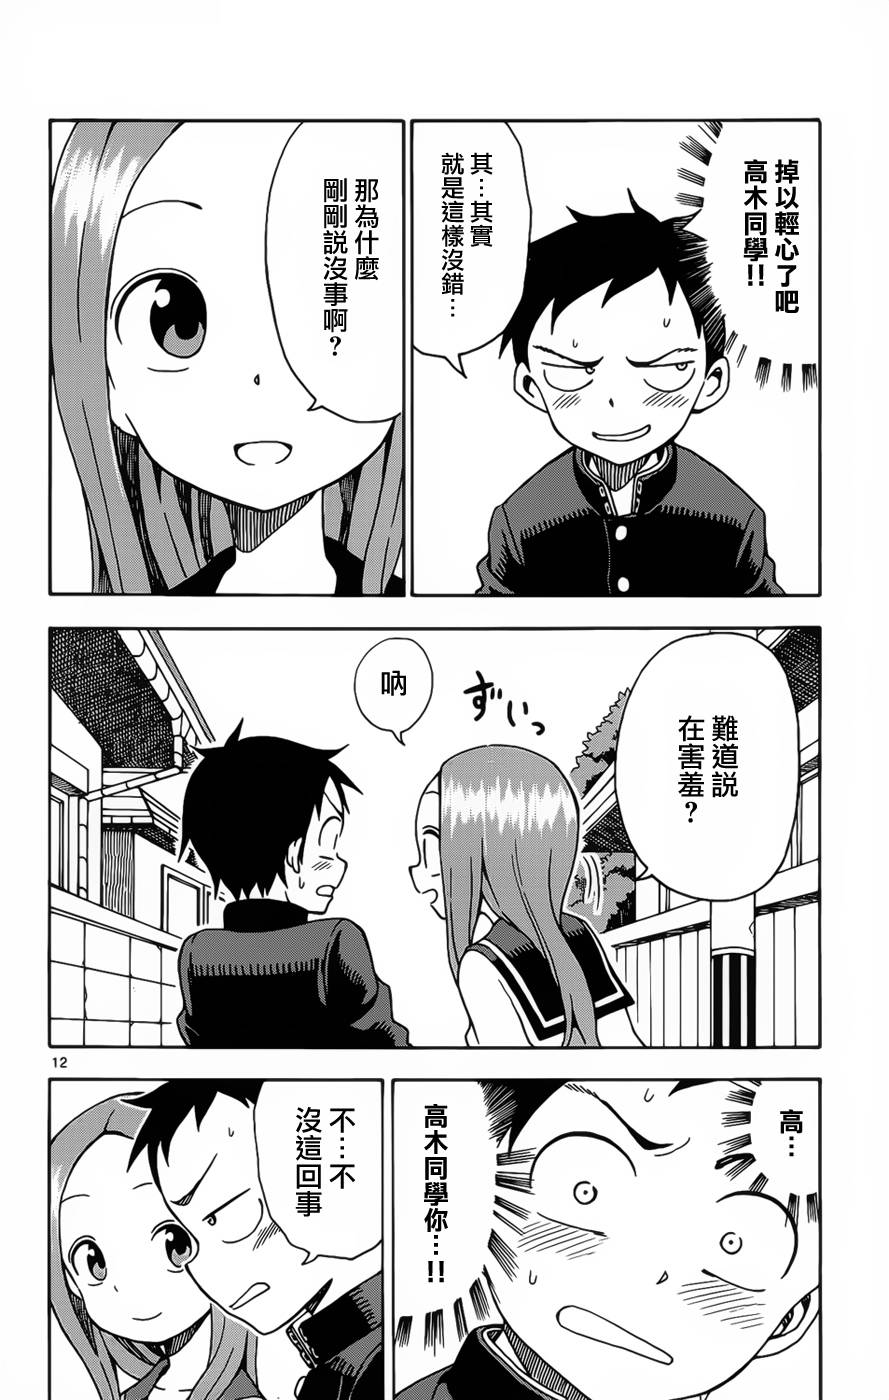 掉以輕心了吧
高木同學!!
其…其實
就是這樣沒錯…
那為什麼
剛剛說沒事啊?
難道說
在害羞?
ずいっ
吶
12
高…
高木同學你…!!
不…不
沒這回事